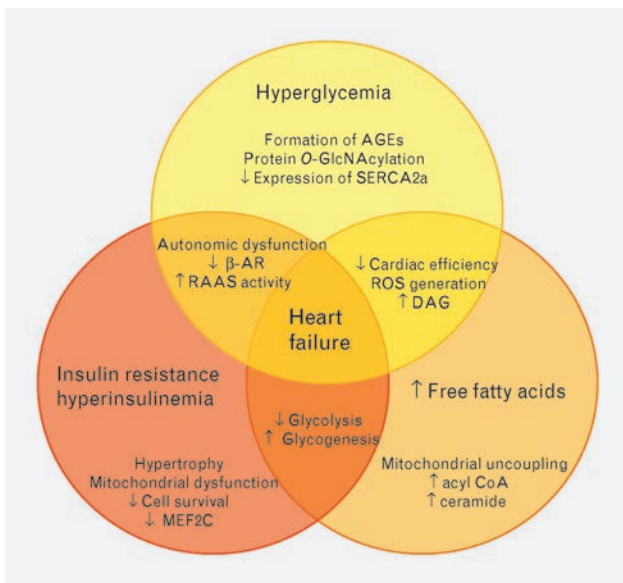 Hyperglycemia
Formation of AGEs
Protein O-GlcNAcylation
↓ Expression of SERCA2a
Autonomic dysfunction
↓ β-AR
↑ RAAS activity
↓ Cardiac efficiency
ROS generation
↑ DAG
Heart
failure
Insulin resistance
hyperinsulinemia
↑ Free fatty acids
↓ Glycolysis
↑ Glycogenesis
Hypertrophy
Mitochondrial dysfunction
↓ Cell survival
↓ MEF2C
Mitochondrial uncoupling
↑ acyl CoA
↑ ceramide